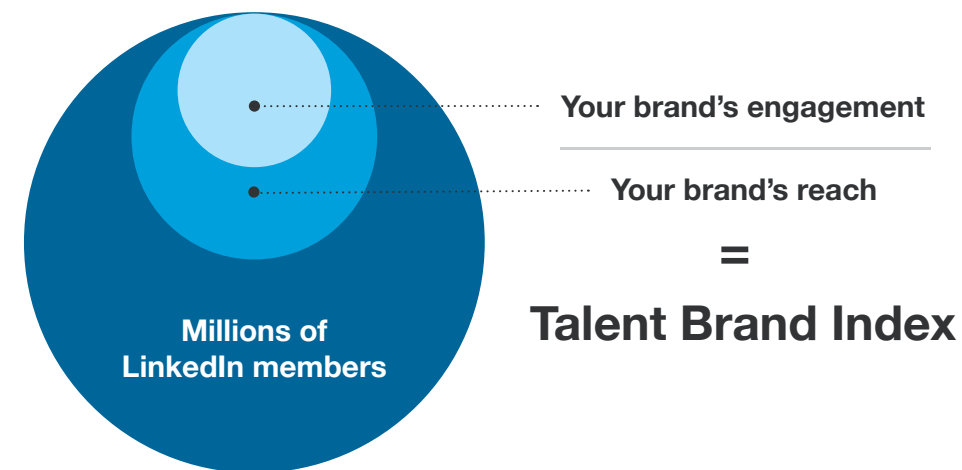 Your brand’s engagement
Your brand’s reach
=
Talent Brand Index
Millions of
LinkedIn members